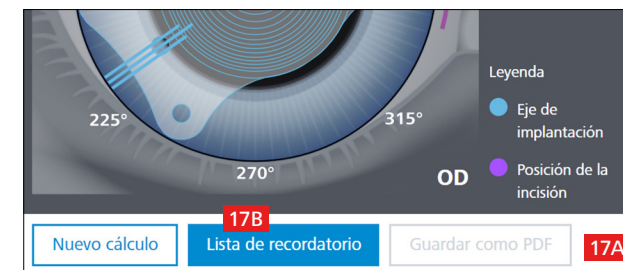 Leyenda
Eje de
implantación
Posición de la
incisión
225°
315°
270°
OD
17B
Nuevo cálculo
Lista de recordatorio
Guardar como PDF
17A